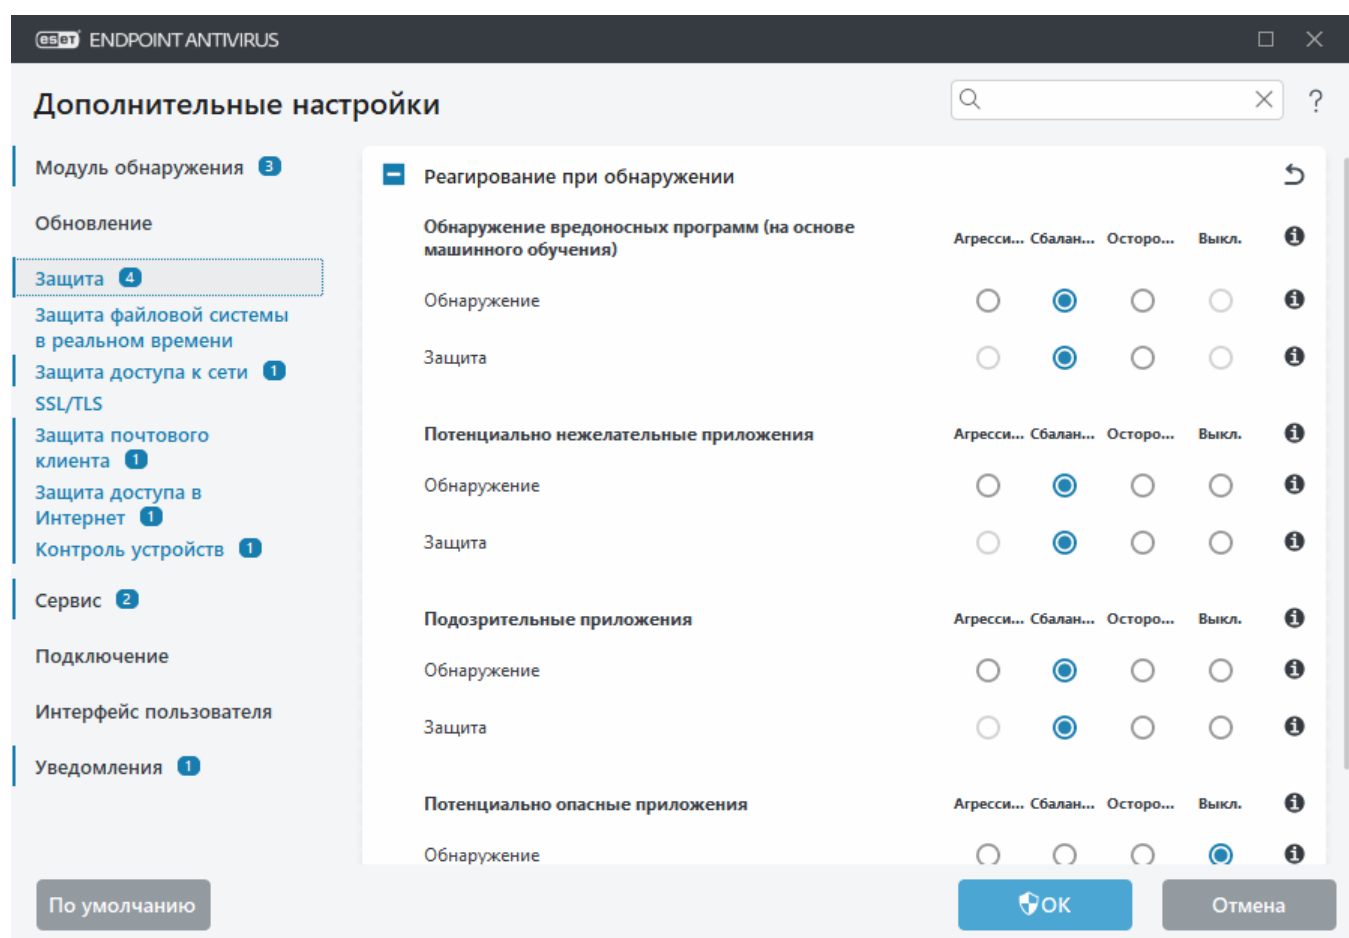 eset ENDPOINT ANTIVIRUS
Дополнительные настройки
?
Модуль обнаружения 3
Обновление
Защита 4
Защита файловой системы
в реальном времени
Защита доступа к сети 1
SSL/TLS
Защита почтового
клиента 1
Защита доступа в
Интернет 1
Контроль устройств 1
Сервис 2
Подключение
Интерфейс пользователя
Уведомления 1
Реагирование при обнаружении
Обнаружение вредоносных программ (на основе
машинного обучения)
Агресси... Сбалан... Осторо... Выкл.
Обнаружение
Защита
Потенциально нежелательные приложения Агресси... Сбалан... Осторо... Выкл.
Обнаружение
Защита
Подозрительные приложения Агресси... Сбалан... Осторо... Выкл.
Обнаружение
Защита
Потенциально опасные приложения Агресси... Сбалан... Осторо... Выкл.
Обнаружение
По умолчанию OK Отмена